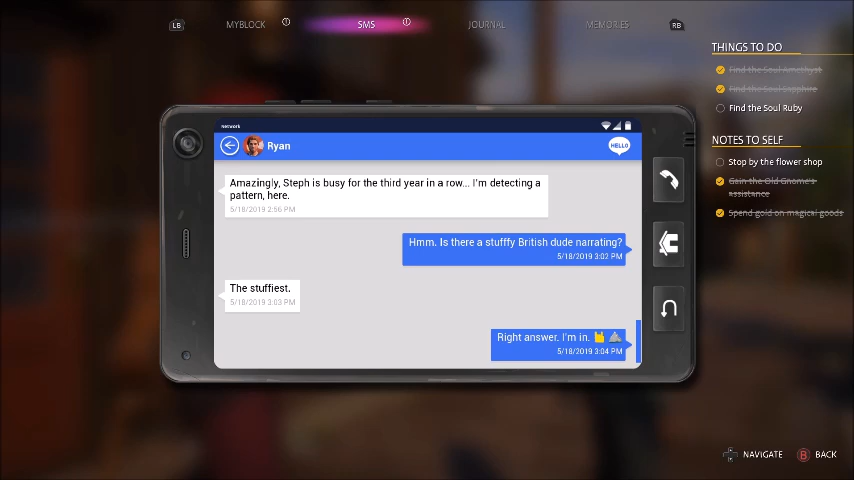 LB
MYBLOCK
SMS
JOURNAL
MEMORIES
RB
THINGS TO DO
Find the Soul Amethyst
Find the Soul Sapphire
Find the Soul Ruby
NOTES TO SELF
Stop by the flower shop
Gain the Old Gnome's
assistance
Spend gold on magical goods
Network
Ryan
HELLO
Amazingly, Steph is busy for the third year in a row... I'm detecting a
pattern, here.
5/18/2019 2:56 PM
Hmm. Is there a stufffy British dude narrating?
5/18/2019 3:02 PM
The stuffiest.
5/18/2019 3:03 PM
Right answer. I'm in.
5/18/2019 3:04 PM
NAVIGATE
B BACK